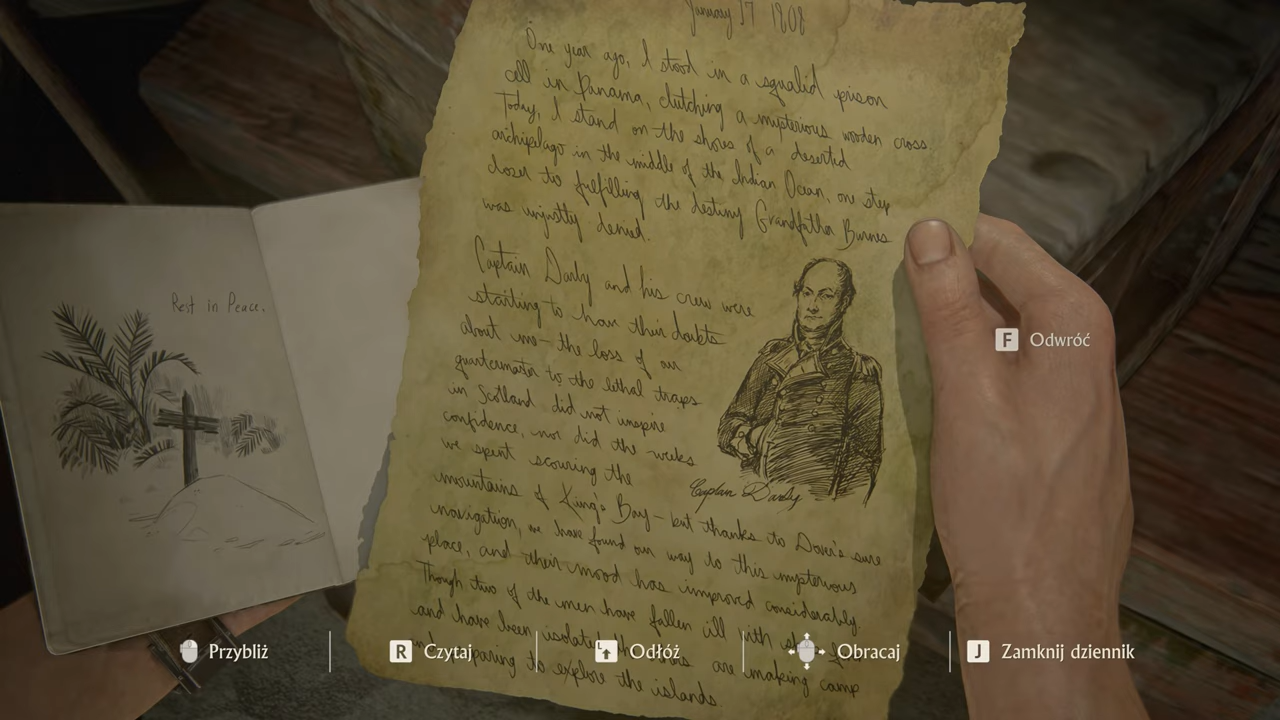 January 17 1808
One year ago, I stood in a squalid prison
cell in Panama, clutching a mysterious wooden cross.
Today, I stand on the shores of a deserted
archipelago in the middle of the Indian Ocean, one step
closer to fulfilling the destiny Grandfather Burnes
was unjustly denied.
Captain Darby and his crew were
starting to have their doubts
about me - the loss of our
quartermaster to the lethal traps
in Scotland did not inspire
confidence, nor did the weeks
we spent scouring the
mountains of King's Bay - but thanks to Dover's sure
navigation, we have found our way to this mysterious
place, and their mood has improved considerably.
Though two of the men have fallen ill with
and have been isolated are making camp
preparing to explore the islands.
Captain Darby
Rest in Peace.
F Odwróć
Przybliż
R Czytaj
L Odłóż
Obracaj
J Zamknij dziennik